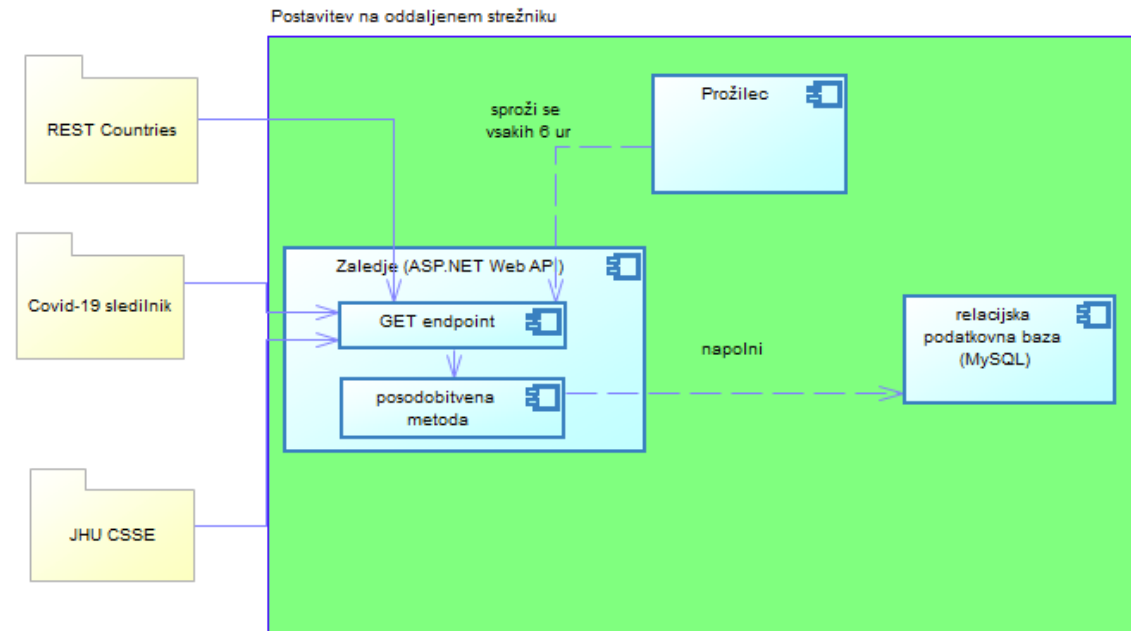 Postavitev na oddaljenem strežniku
REST Countries
sproži se
vsakih 6 ur
Prožilec
Covid-19 sledilnik
Zaledje (ASP.NET Web API)
GET endpoint
posodobitvena
metoda
napolni
relacijska
podatkovna baza
(MySQL)
JHU CSSE